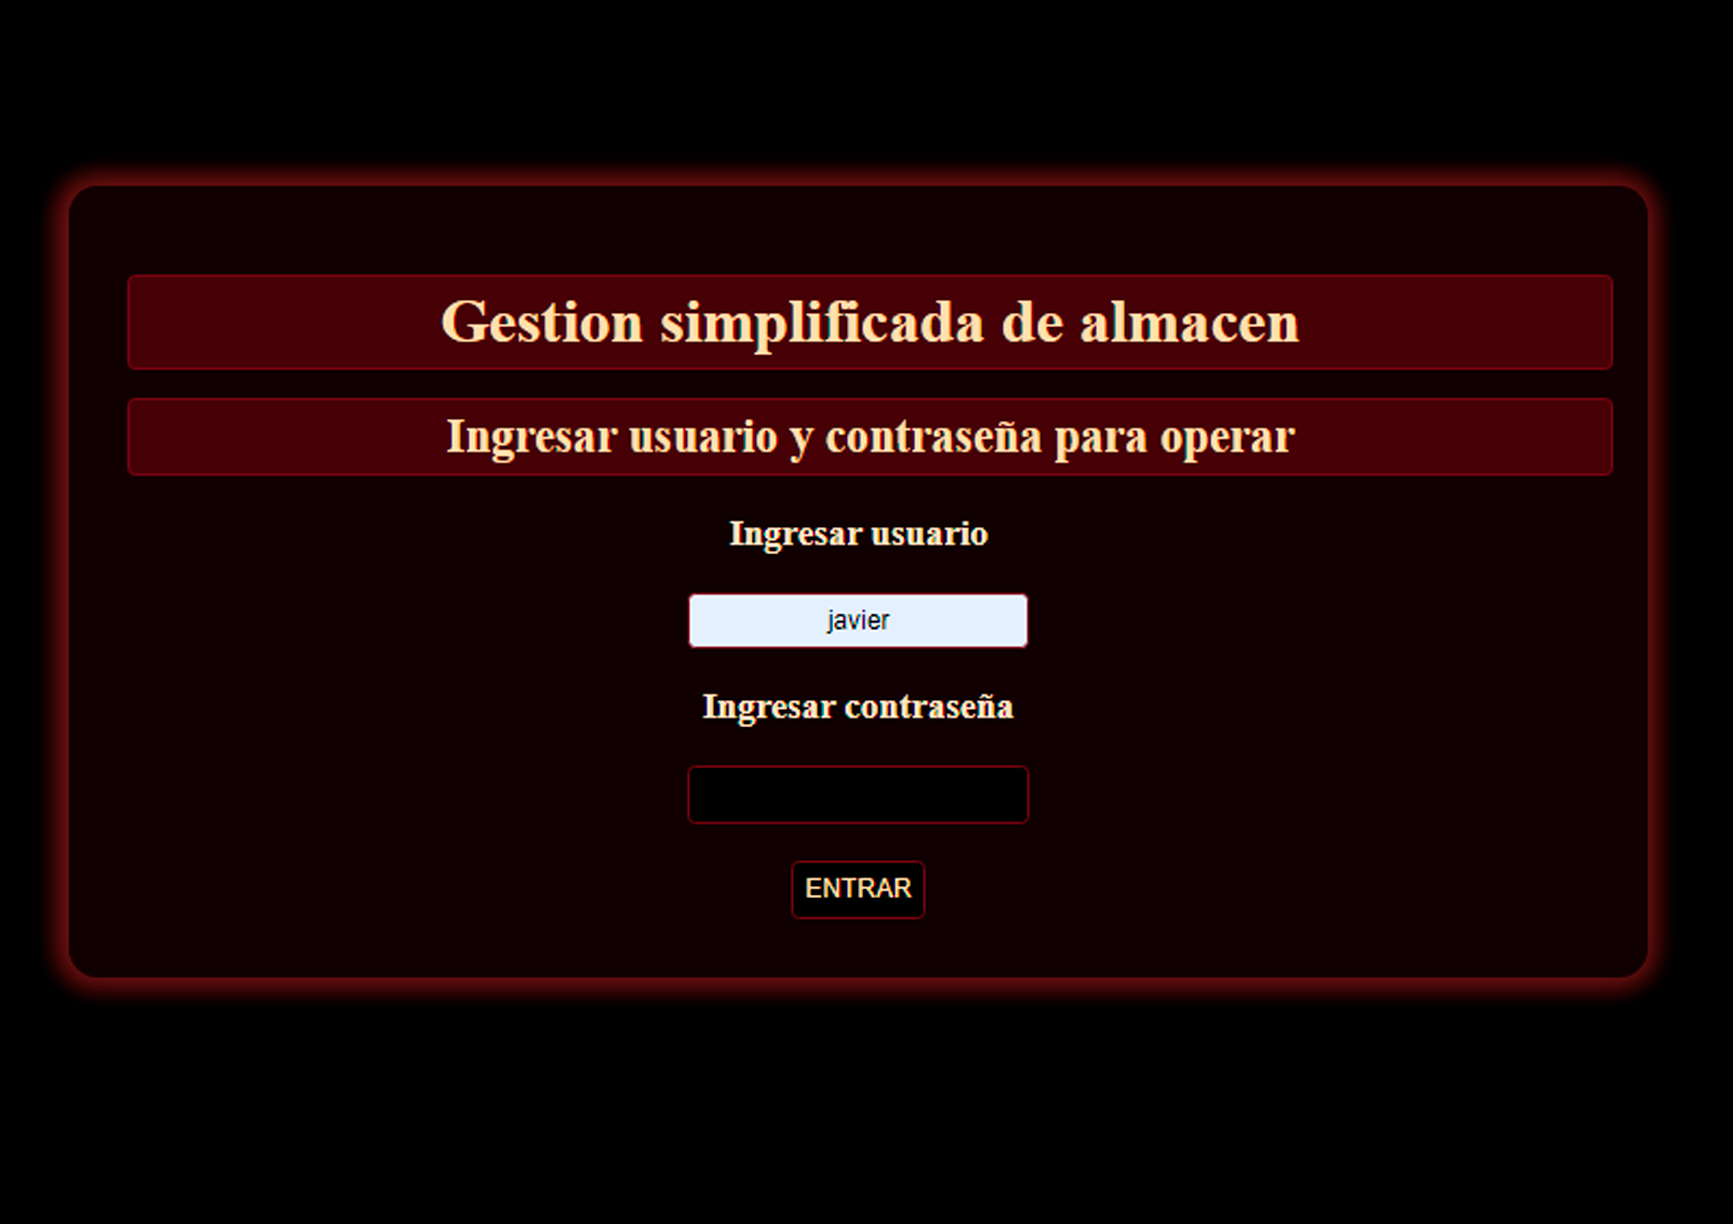 Gestion simplificada de almacen
Ingresar usuario y contraseña para operar
Ingresar usuario
javier
Ingresar contraseña
ENTRAR